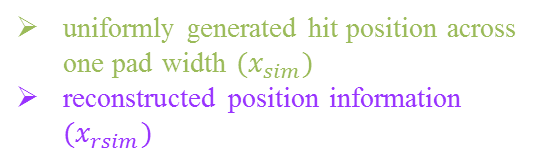 ➢ uniformly generated hit position across
one pad width (x_sim)
➢ reconstructed position information
(x_rsim)